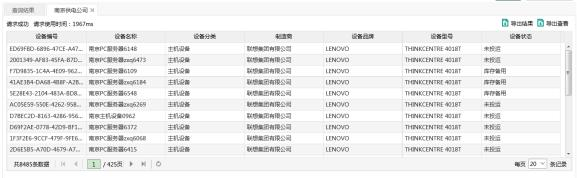 查询结果 南京供电公司 ×
请求成功 请求使用时间：1967ms 导出结果 导出查看
设备编号 设备名称 设备分类 制造商 设备品牌 设备型号 设备状态
ED69FBD-6896-47CE-A47... 南京PC服务器6148 主机设备 联想集团有限公司 LENOVO THINKCENTRE 4018T 未投运
2001349-AF83-45FA-87D... 南京PC服务器zxq6473 主机设备 联想集团有限公司 LENOVO THINKCENTRE 4018T 未投运
F7D9835-1C4A-4E09-962... 南京PC服务器6109 主机设备 联想集团有限公司 LENOVO THINKCENTRE 4018T 库存备用
41AE3B4-DA68-4B8F-A2B... 南京PC服务器zxq6184 主机设备 联想集团有限公司 LENOVO THINKCENTRE 4018T 库存备用
5E28E43-2104-483A-BD8... 南京PC服务器6548 主机设备 联想集团有限公司 LENOVO THINKCENTRE 4018T 库存备用
AC05E59-550E-4262-958... 南京PC服务器zxq6269 主机设备 联想集团有限公司 LENOVO THINKCENTRE 4018T 未投运
D7BEC2D-8163-4286-956... 南京主机设备0962 主机设备 联想集团有限公司 LENOVO THINKCENTRE 4018T 未投运
D69F2AE-0778-42D9-BF1... 南京PC服务器6372 主机设备 联想集团有限公司 LENOVO THINKCENTRE 4018T 未投运
1F3F2E6-9CCF-479F-9FE6... 南京PC服务器zxq6068 主机设备 联想集团有限公司 LENOVO THINKCENTRE 4018T 未投运
2D6E5B5-A70D-4679-A7... 南京PC服务器6415 主机设备 联想集团有限公司 LENOVO THINKCENTRE 4018T 未投运
共8485条数据 1 / 425页 每页 20 条记录